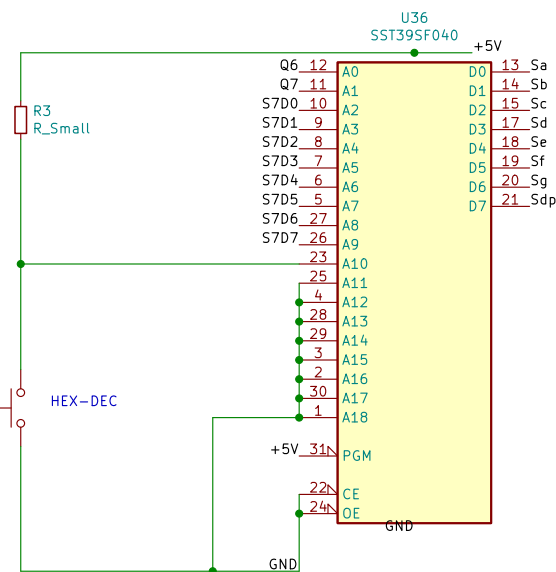 U36
SST39SF040
+5V
Q6 12 A0 D0 13 Sa
Q7 11 A1 D1 14 Sb
S7D0 10 A2 D2 15 Sc
S7D1 9 A3 D3 17 Sd
S7D2 8 A4 D4 18 Se
S7D3 7 A5 D5 19 Sf
S7D4 6 A6 D6 20 Sg
S7D5 5 A7 D7 21 Sdp
S7D6 27 A8
S7D7 26 A9
23 A10
25 A11
4 A12
28 A13
29 A14
3 A15
2 A16
30 A17
1 A18
+5V 31 PGM
22 CE
24 OE
GND
GND
R3
R_Small
HEX-DEC